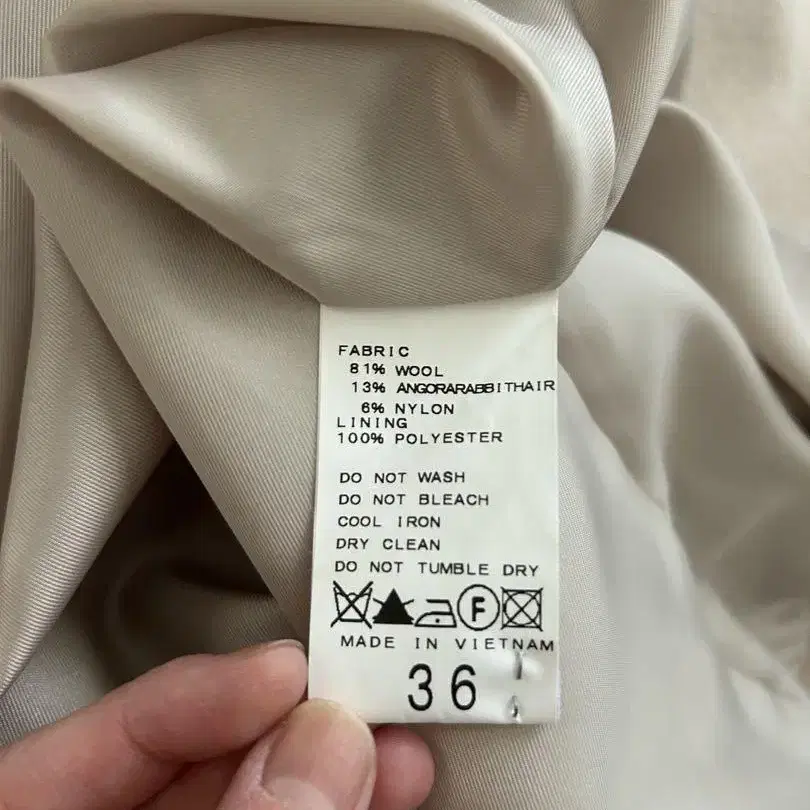 FABRIC
81% WOOL
13% ANGORARABBITHAIR
6% NYLON
LINING
100% POLYESTER
DO NOT WASH
DO NOT BLEACH
COOL IRON
DRY CLEAN
DO NOT TUMBLE DRY
F
MADE IN VIETNAM
36